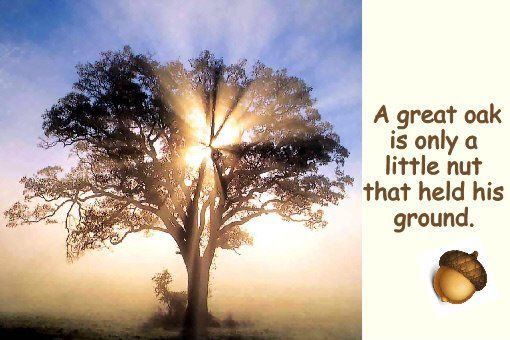 A great oak
is only a
little nut
that held his
ground.